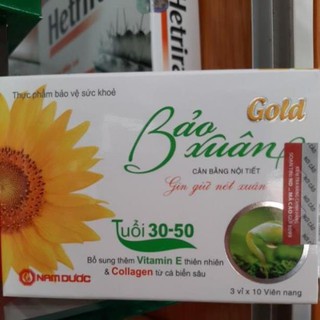 Hetrira
Thực phẩm bảo vệ sức khoẻ
Gold
Bảo xuân
CÂN BẰNG NỘI TIẾT
Gìn giữ nét xuân
Tuổi 30-50
Bổ sung thêm Vitamin E thiên nhiên
& Collagen từ cá biển sâu
NAM DƯỢC
3 vỉ x 10 Viên nang